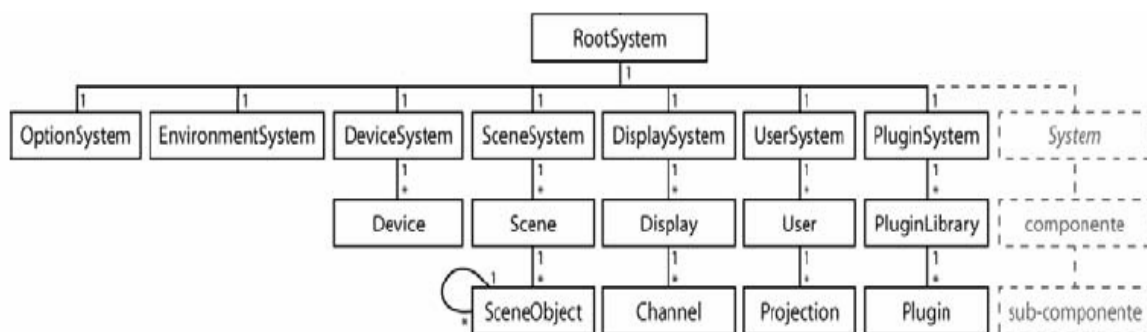 RootSystem
1
1 1 1 1 1 1 1
OptionSystem EnvironmentSystem DeviceSystem SceneSystem DisplaySystem UserSystem PluginSystem System
1 1 1 1 1
* * * * *
Device Scene Display User PluginLibrary componente
1 1 1 1
1 * * * *
* SceneObject Channel Projection Plugin sub-componente